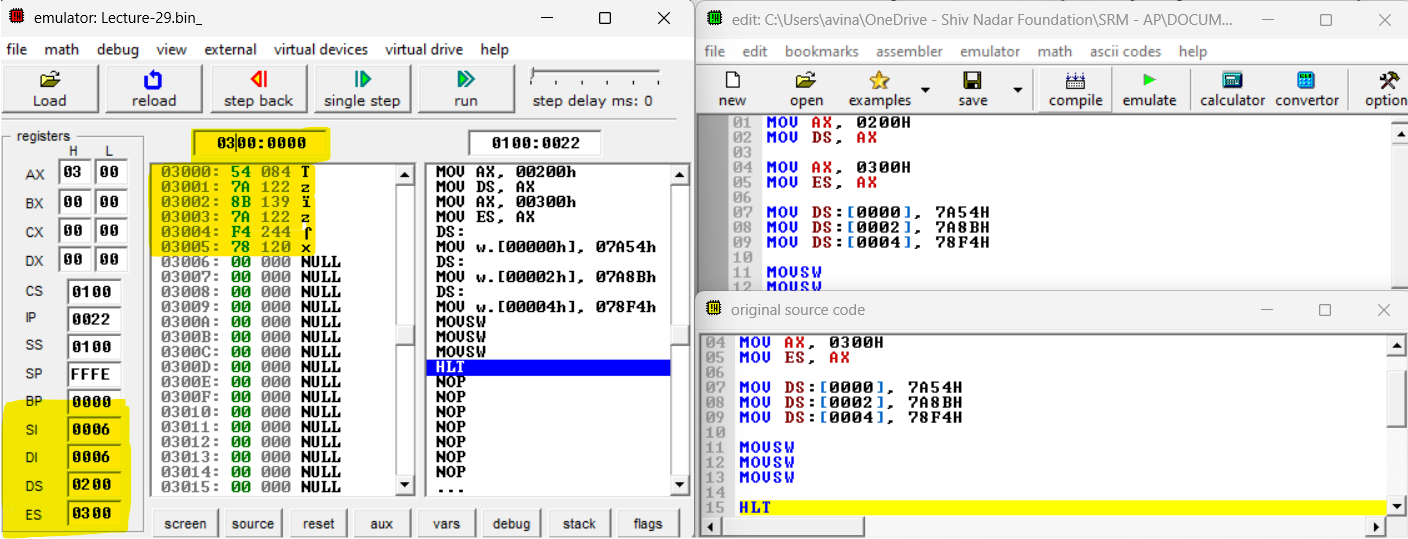 emulator: Lecture-29.bin_
file math debug view external virtual devices virtual drive help
Load reload step back single step run step delay ms: 0
registers
H L
AX 03 00
BX 00 00
CX 00 00
DX 00 00
CS 0100
IP 0022
SS 0100
SP FFFE
BP 0000
SI 0006
DI 0006
DS 0200
ES 0300
0300:0000
03000: 54 084 T
03001: 7A 122 z
03002: 8B 139 ï
03003: 7A 122 z
03004: F4 244 ⌠
03005: 78 120 x
03006: 00 000 NULL
03007: 00 000 NULL
03008: 00 000 NULL
03009: 00 000 NULL
0300A: 00 000 NULL
0300B: 00 000 NULL
0300C: 00 000 NULL
0300D: 00 000 NULL
0300E: 00 000 NULL
0300F: 00 000 NULL
03010: 00 000 NULL
03011: 00 000 NULL
03012: 00 000 NULL
03013: 00 000 NULL
03014: 00 000 NULL
03015: 00 000 NULL
0100:0022
MOV AX, 00200h
MOV DS, AX
MOV AX, 00300h
MOV ES, AX
DS:
MOV w.[00000h], 07A54h
DS:
MOV w.[00002h], 07A8Bh
DS:
MOV w.[00004h], 078F4h
MOVSW
MOVSW
MOVSW
HLT
NOP
NOP
NOP
NOP
NOP
NOP
NOP
...
screen source reset aux vars debug stack flags
edit: C:\Users\avina\OneDrive - Shiv Nadar Foundation\SRM - AP\DOCUM...
file edit bookmarks assembler emulator math ascii codes help
new open examples save compile emulate calculator convertor option
01 MOV AX, 0200H
02 MOV DS, AX
03
04 MOV AX, 0300H
05 MOV ES, AX
06
07 MOV DS:[0000], 7A54H
08 MOV DS:[0002], 7A8BH
09 MOV DS:[0004], 78F4H
10
11 MOVSW
12 MOVSW
original source code
04 MOV AX, 0300H
05 MOV ES, AX
06
07 MOV DS:[0000], 7A54H
08 MOV DS:[0002], 7A8BH
09 MOV DS:[0004], 78F4H
10
11 MOVSW
12 MOVSW
13 MOVSW
14
15 HLT